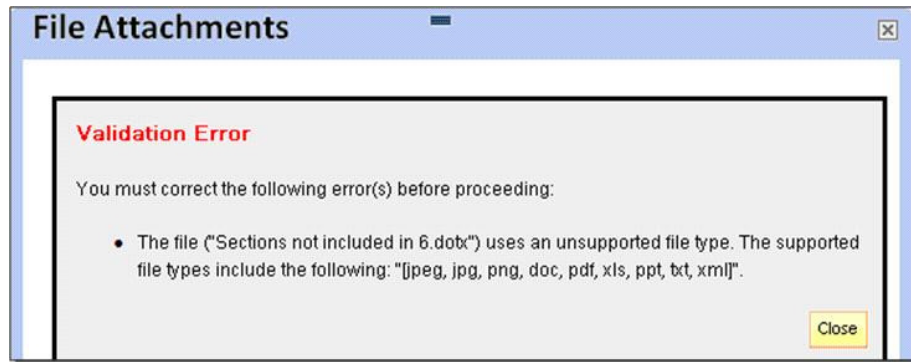 File Attachments
Validation Error
You must correct the following error(s) before proceeding:
The file ("Sections not included in 6.dotx") uses an unsupported file type. The supported
file types include the following: "[jpeg, jpg, png, doc, pdf, xls, ppt, txt, xml]".
Close